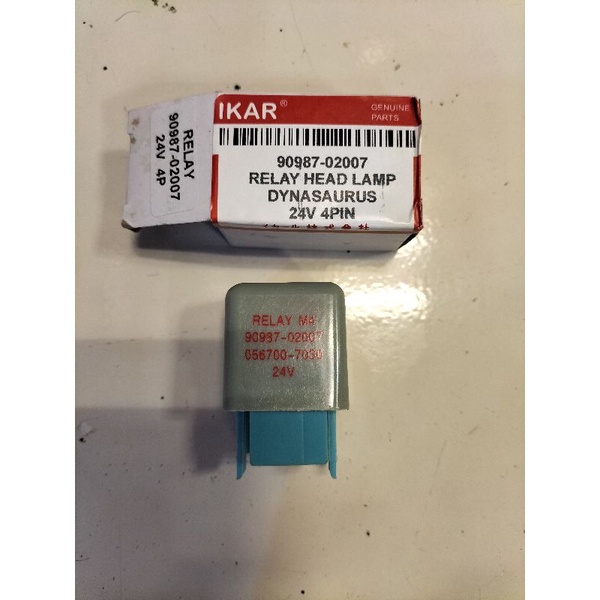 IKAR®
GENUINE
PARTS
90987-02007
RELAY HEAD LAMP
DYNASAURUS
24V 4PIN
RELAY
90987-02007
24V 4P
RELAY M4
90987-02007
056700-7030
24V